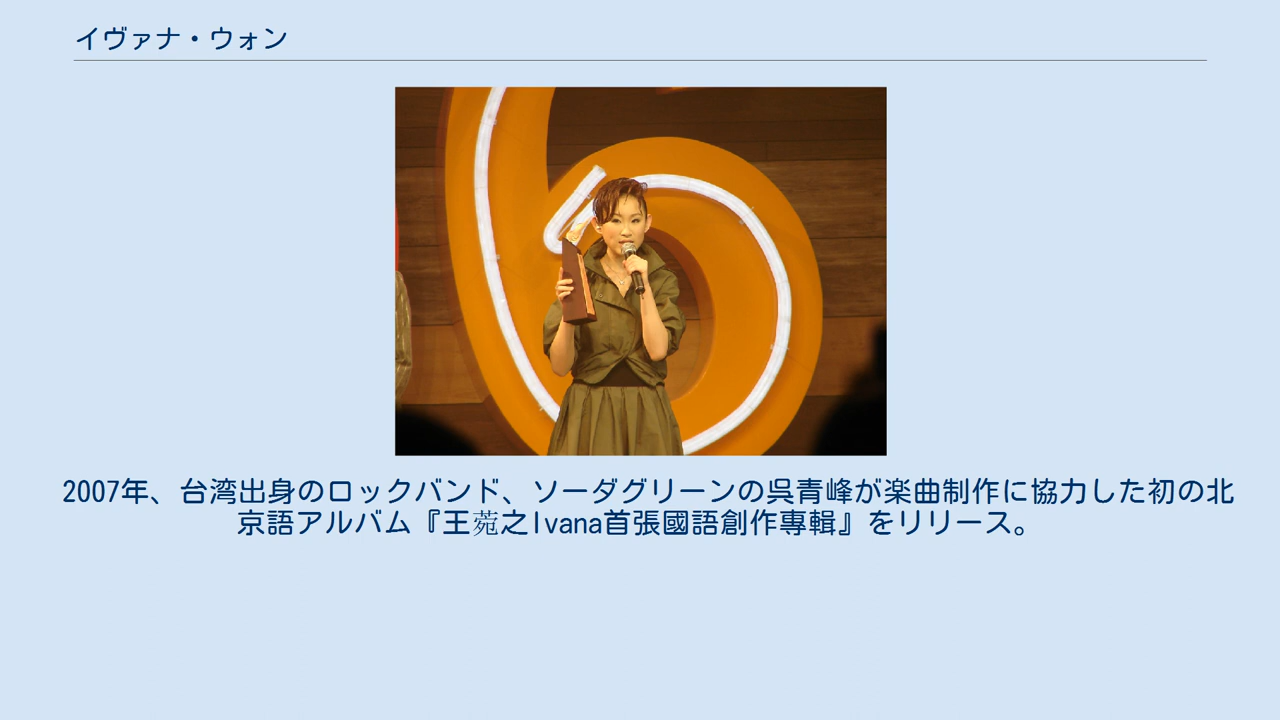 イヴァナ・ウォン
2007年、台湾出身のロックバンド、ソーダグリーンの呉青峰が楽曲制作に協力した初の北
京語アルバム『王菀之Ivana首張國語創作專輯』をリリース。